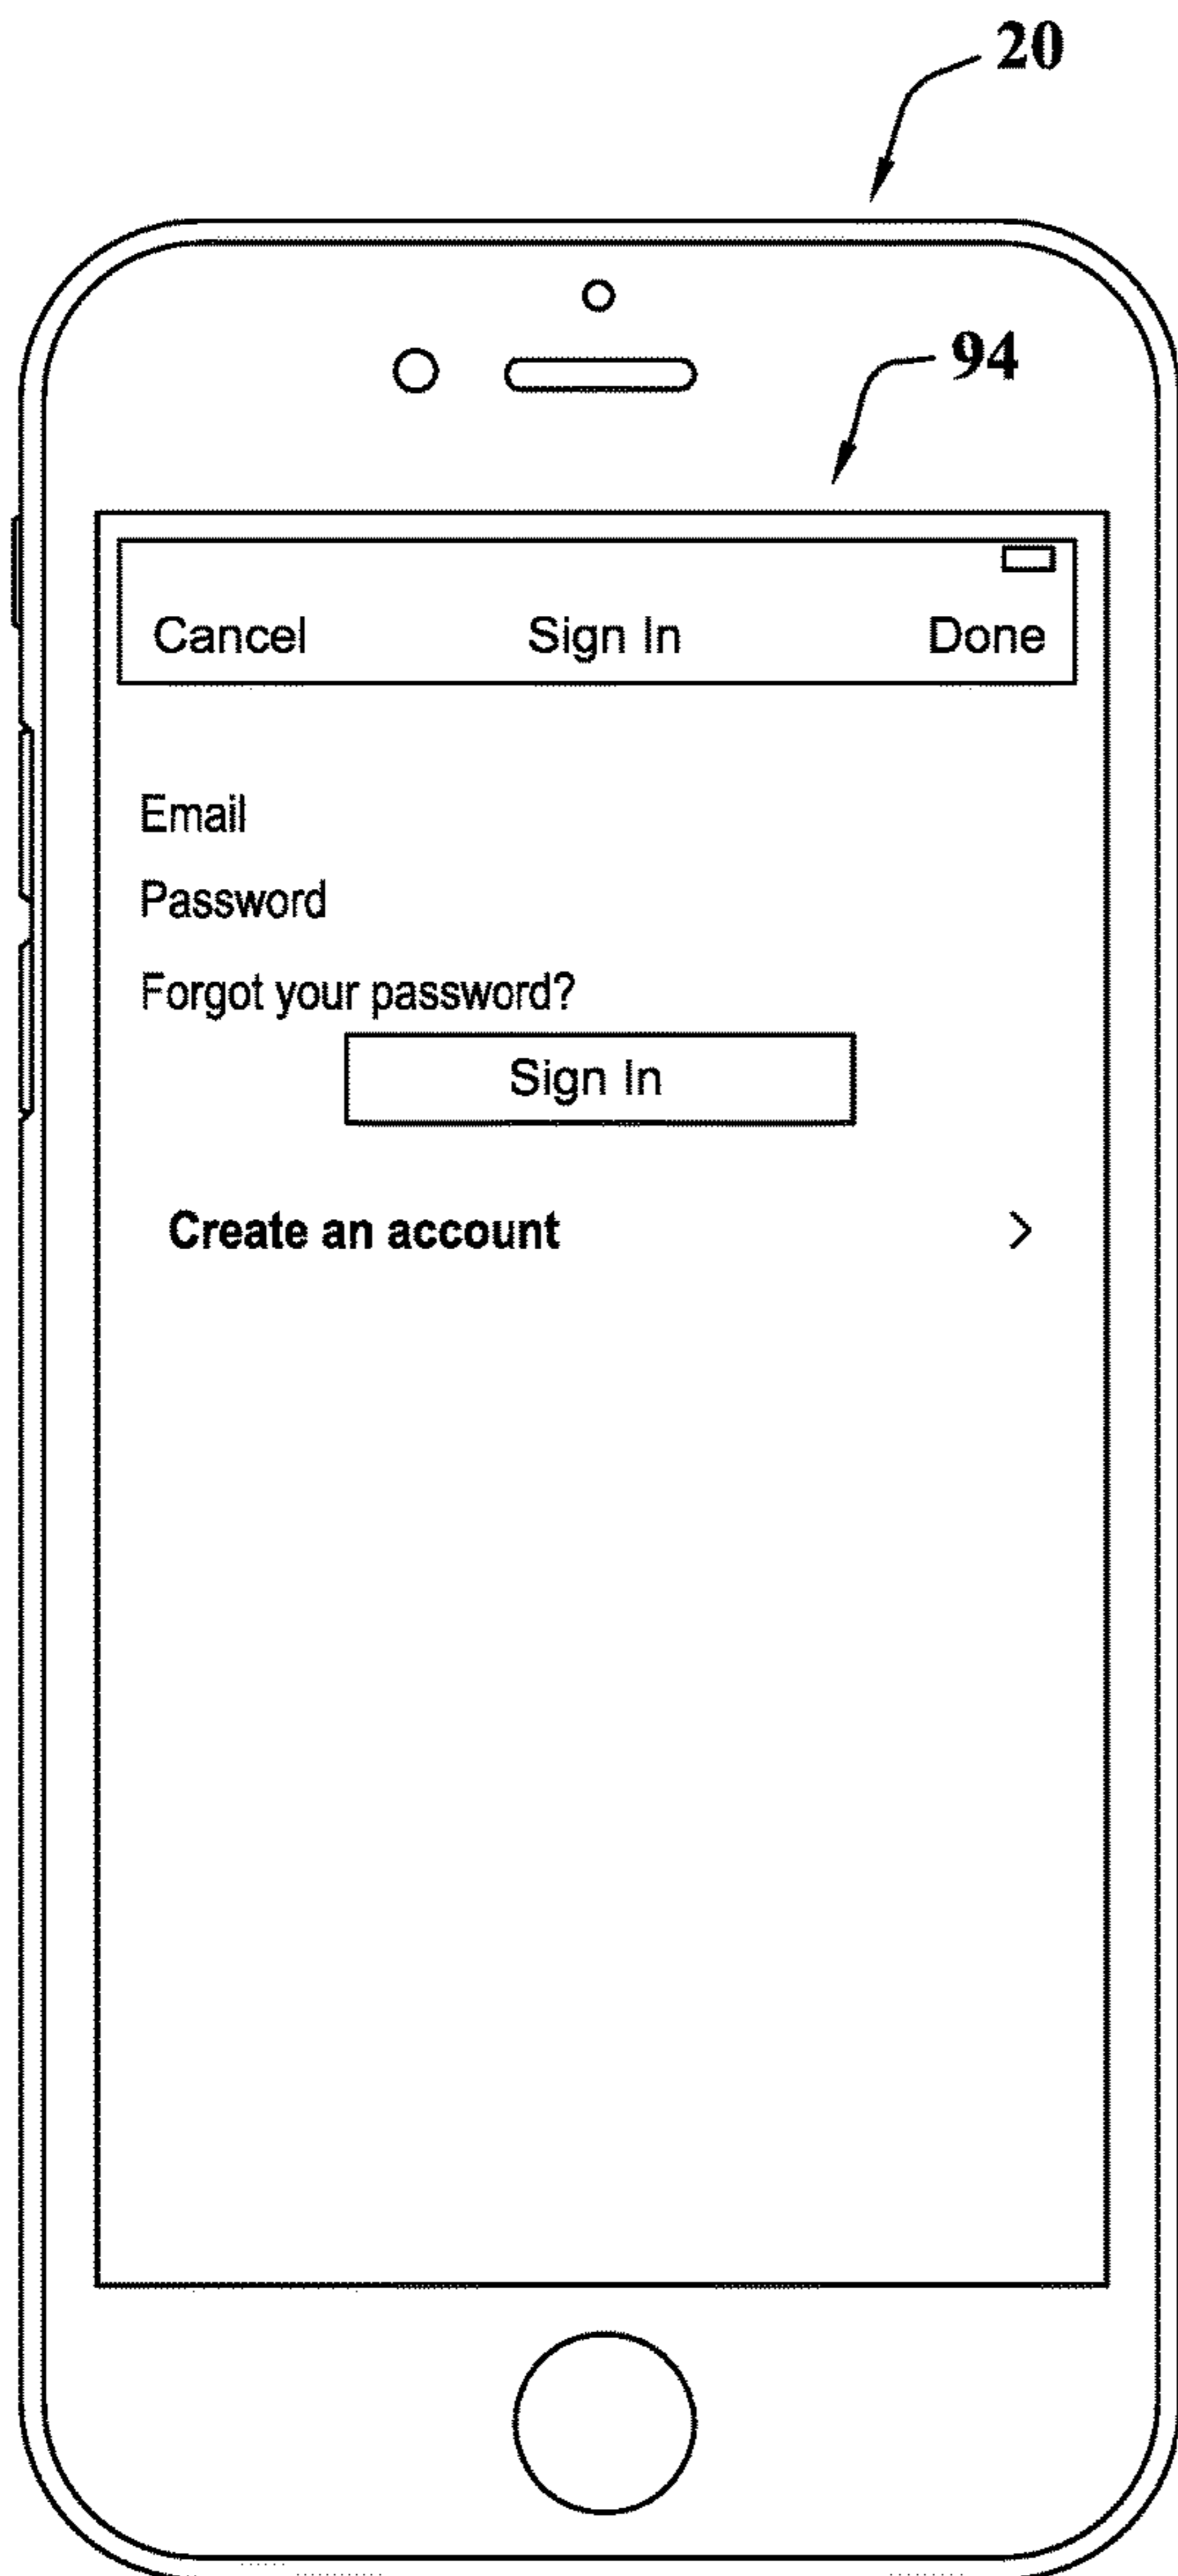 20
94
Cancel Sign In Done
Email
Password
Forgot your password?
Sign In
Create an account >